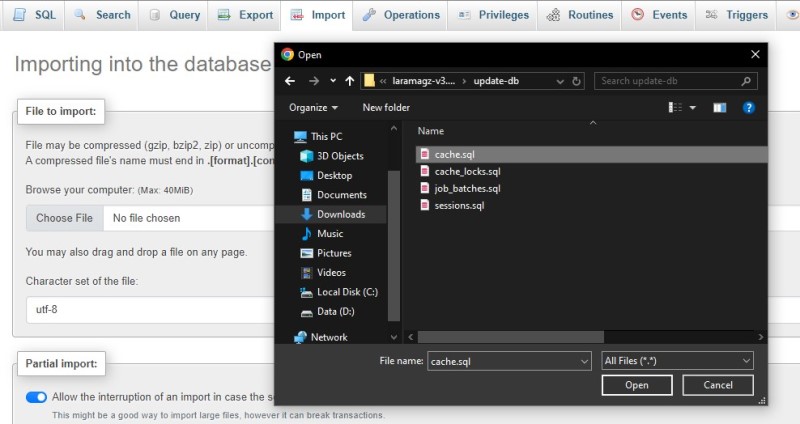 SQL Search Query Export Import Operations Privileges Routines Events Triggers
Importing into the database
File to import:
File may be compressed (gzip, bzip2, zip) or uncomp
A compressed file's name must end in .[format].[con
Browse your computer: (Max: 40MiB)
Choose File No file chosen
You may also drag and drop a file on any page.
Character set of the file:
utf-8
Partial import:
Allow the interruption of an import in case the s
This might be a good way to import large files, however it can break transactions.
Open
« laramagz-v3.... › update-db
Search update-db
Organize New folder
This PC
3D Objects
Desktop
Documents
Downloads
Music
Pictures
Videos
Local Disk (C:)
Data (D:)
Network
Name
cache.sql
cache_locks.sql
job_batches.sql
sessions.sql
File name: cache.sql
All Files (*.*)
Open Cancel